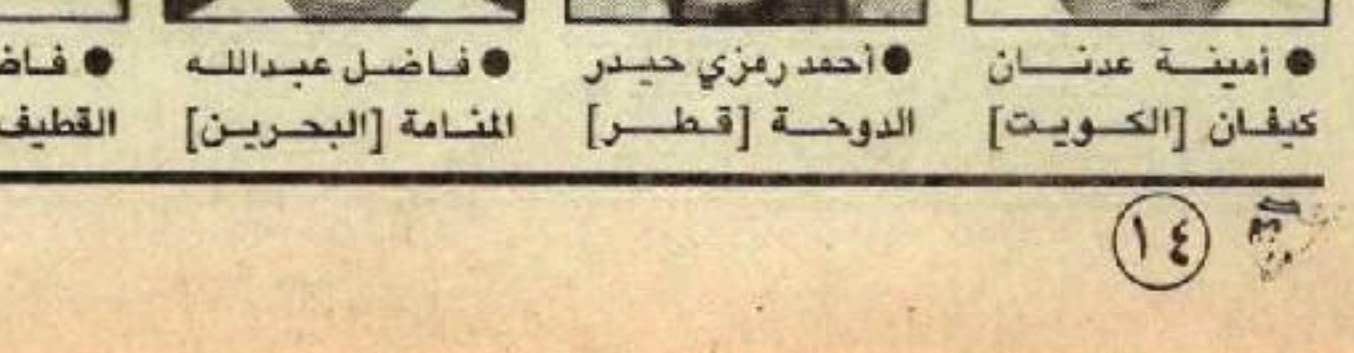 ● أمينة عدنان
كيفان [الكويت]
● أحمد رمزي حيدر
الدوحة [قطر]
● فاضل عبدالله
المنامة [البحرين]
●
القطيف
١٤